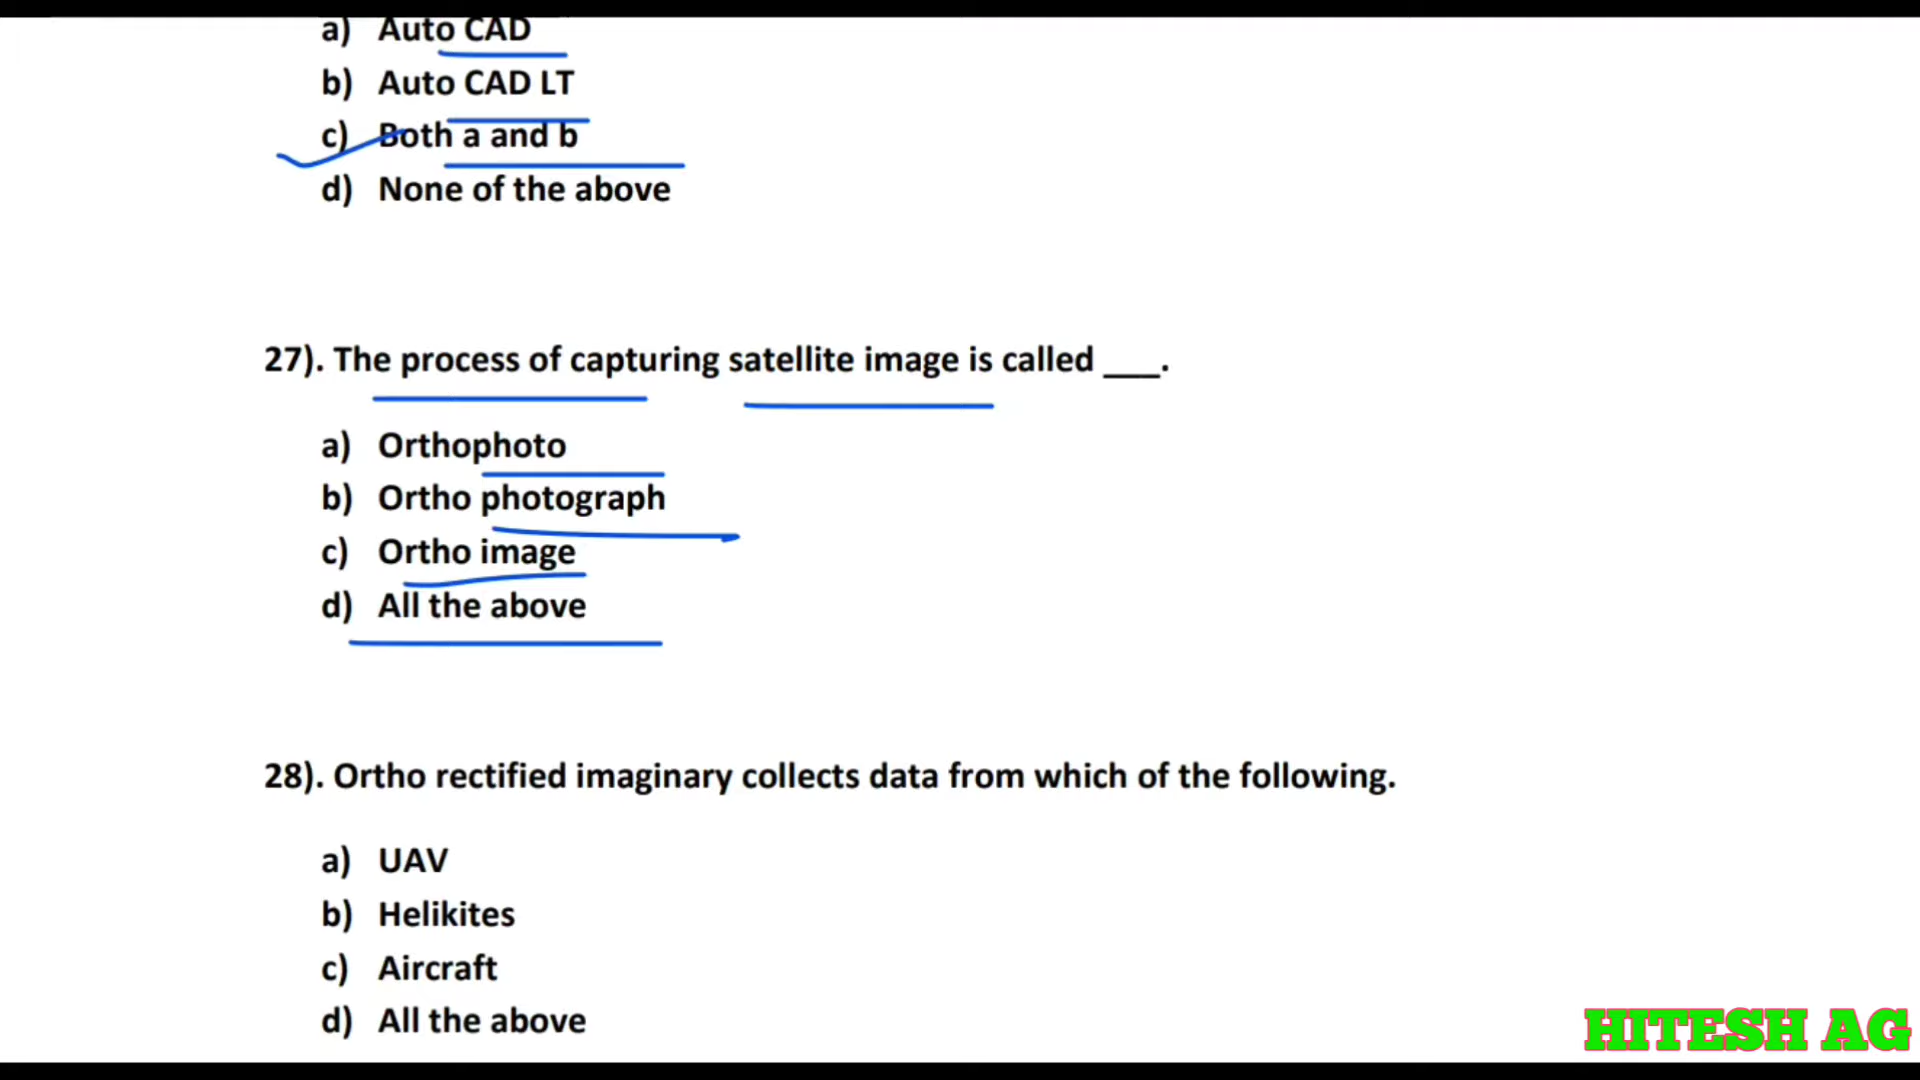 a) Auto CAD
b) Auto CAD LT
c) Both a and b
d) None of the above
27). The process of capturing satellite image is called ___.
a) Orthophoto
b) Ortho photograph
c) Ortho image
d) All the above
28). Ortho rectified imaginary collects data from which of the following.
a) UAV
b) Helikites
c) Aircraft
d) All the above
HITESH AG